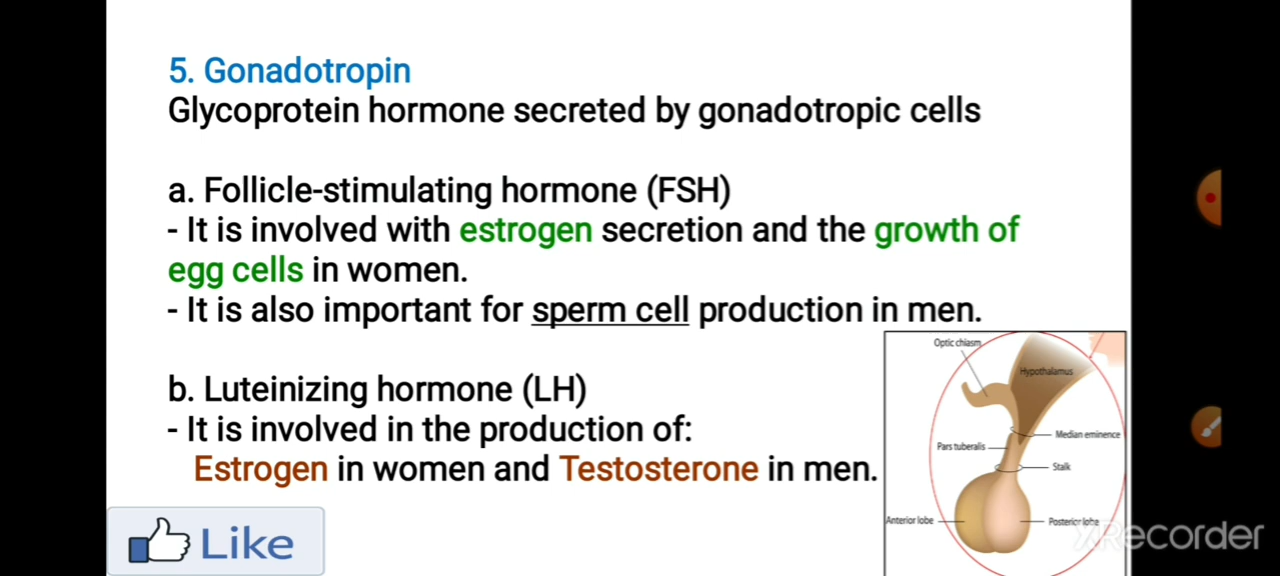 5. Gonadotropin
Glycoprotein hormone secreted by gonadotropic cells
a. Follicle-stimulating hormone (FSH)
- It is involved with estrogen secretion and the growth of
egg cells in women.
- It is also important for sperm cell production in men.
b. Luteinizing hormone (LH)
- It is involved in the production of:
Estrogen in women and Testosterone in men.
Like
Optic chiasm
Hypothalamus
Median eminence
Pars tuberalis
Stalk
Anterior lobe
Posterior lobe
XRecorder